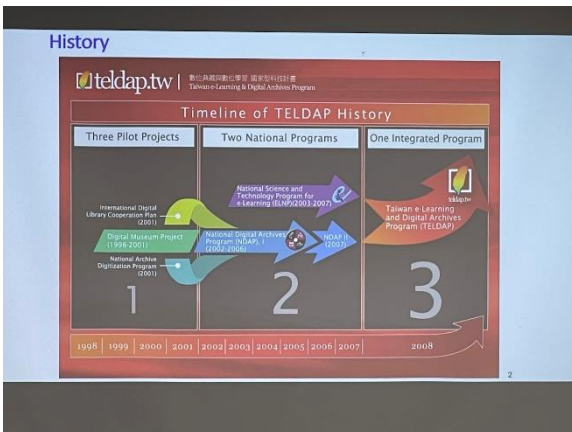 History
teldap.tw
數位典藏與數位學習 國家型科技計畫
Taiwan e-Learning & Digital Archives Program
Timeline of TELDAP History
Three Pilot Projects
Two National Programs
One Integrated Program
International Digital
Library Cooperation Plan
(2001)
Digital Museum Project
(1998-2001)
National Archive
Digitization Program
(2001)
1
National Science and
Technology Program for
e-Learning (ELNP)(2003-2007)
National Digital Archives
Program (NDAP), I
(2002-2006)
NDAP II
(2007)
2
teldap.tw
Taiwan e-Learning
and Digital Archives
Program (TELDAP)
3
1998 1999 2000 2001 2002 2003 2004 2005 2006 2007 2008
2